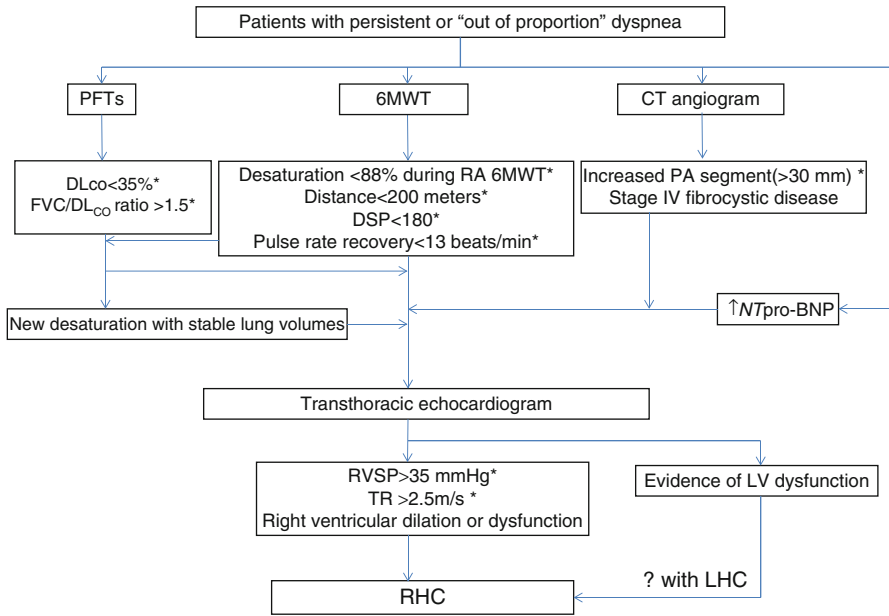 Patients with persistent or “out of proportion” dyspnea
PFTs
6MWT
CT angiogram
DLco<35%*
FVC/DLCO ratio >1.5*
Desaturation <88% during RA 6MWT*
Distance<200 meters*
DSP<180*
Pulse rate recovery<13 beats/min*
Increased PA segment(>30 mm) *
Stage IV fibrocystic disease
New desaturation with stable lung volumes
↑NTpro-BNP
Transthoracic echocardiogram
RVSP>35 mmHg*
TR >2.5m/s *
Right ventricular dilation or dysfunction
Evidence of LV dysfunction
? with LHC
RHC